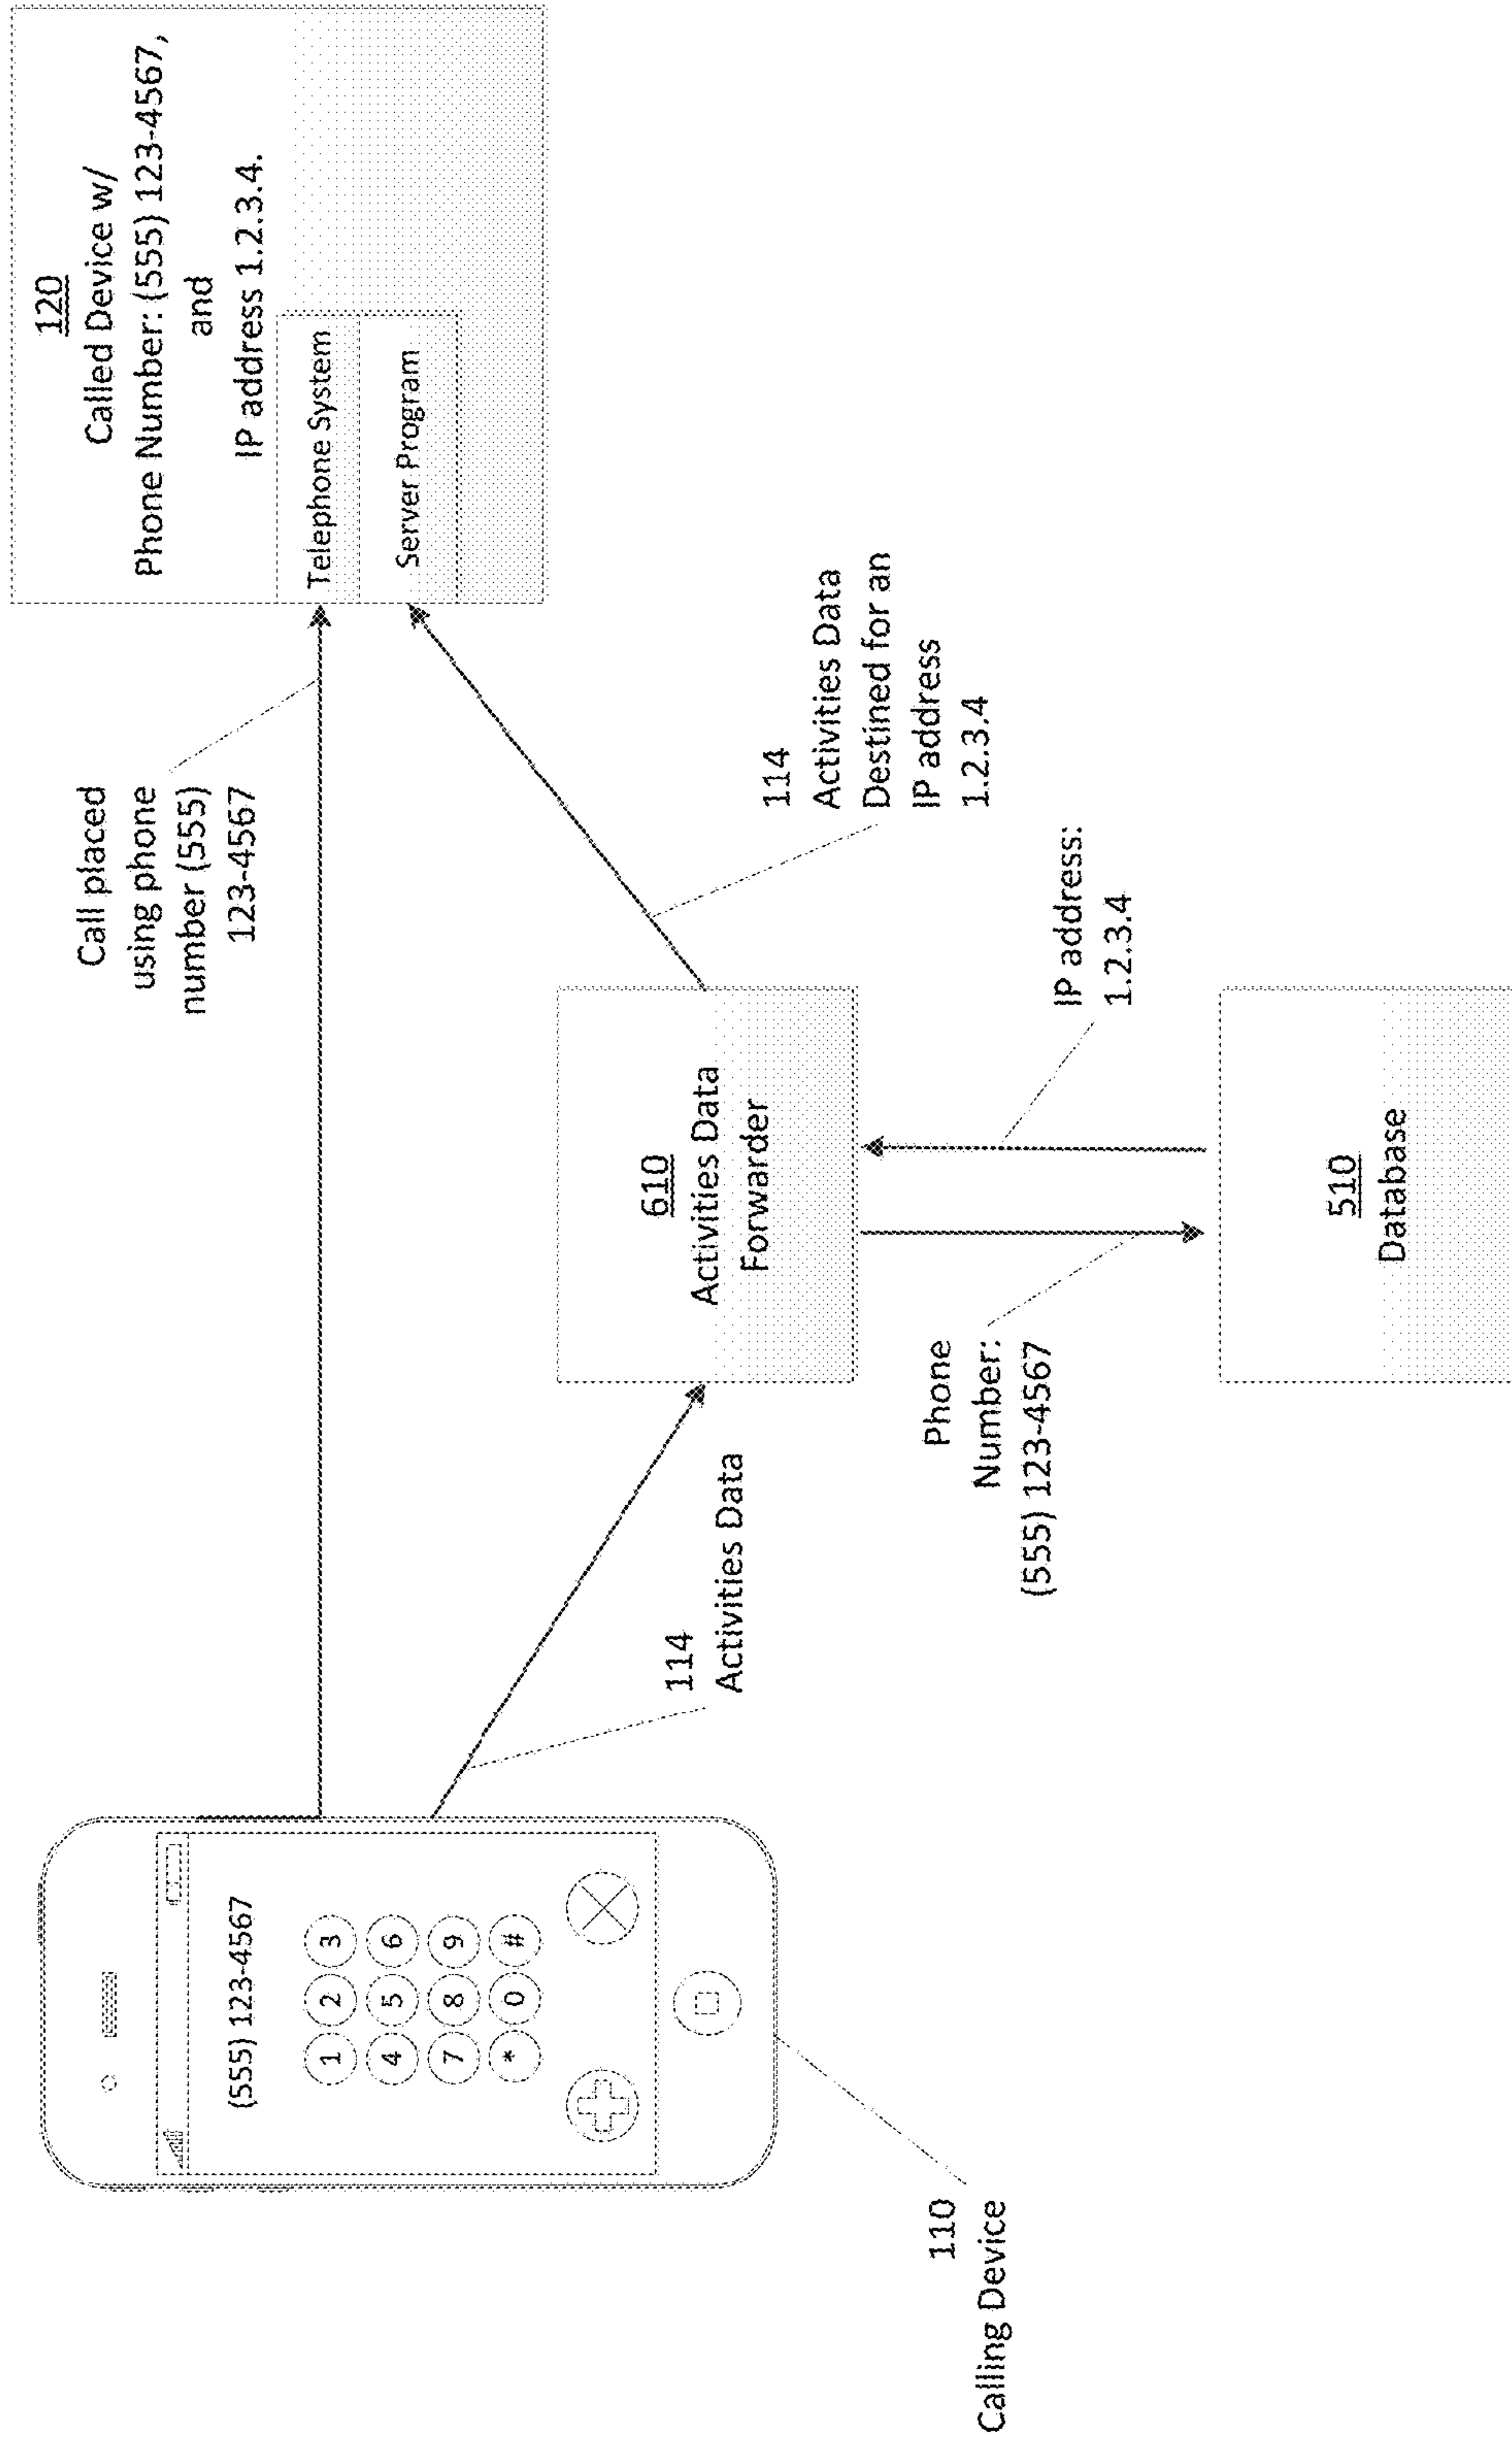 120
Called Device w/
Phone Number: (555) 123-4567,
and
IP address 1.2.3.4.
Telephone System
Server Program
Call placed
using phone
number (555)
123-4567
(555) 123-4567
1 2 3
4 5 6
7 8 9
* 0 #
114
Activities Data
610
Activities Data
Forwarder
114
Activities Data
Destined for an
IP address
1.2.3.4
Phone
Number:
(555) 123-4567
IP address:
1.2.3.4
510
Database
110
Calling Device